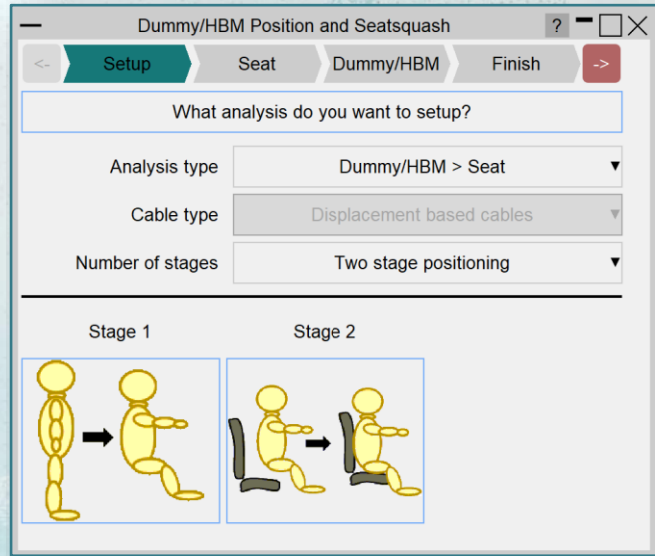 Dummy/HBM Position and Seatsquash ?
<- Setup Seat Dummy/HBM Finish ->
What analysis do you want to setup?
Analysis type Dummy/HBM > Seat
Cable type Displacement based cables
Number of stages Two stage positioning
Stage 1 Stage 2